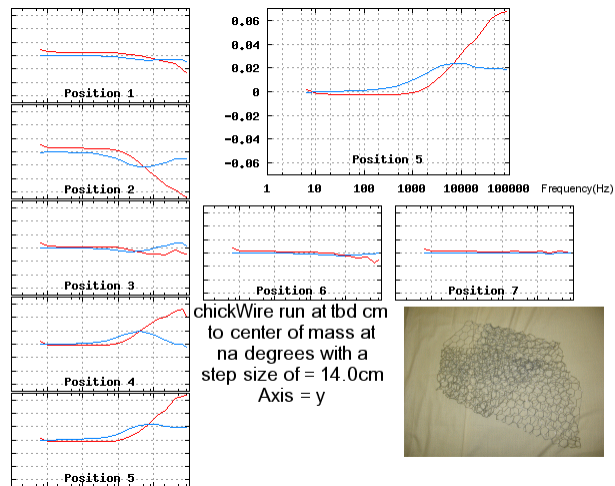 Position 1
Position 2
Position 3
Position 4
Position 5
0.06
0.04
0.02
0
−0.02
−0.04
−0.06
Position 5
1 10 100 1000 10000 100000 Frequency(Hz)
Position 6
Position 7
chickWire run at tbd cm
to center of mass at
na degrees with a
step size of = 14.0cm
Axis = y